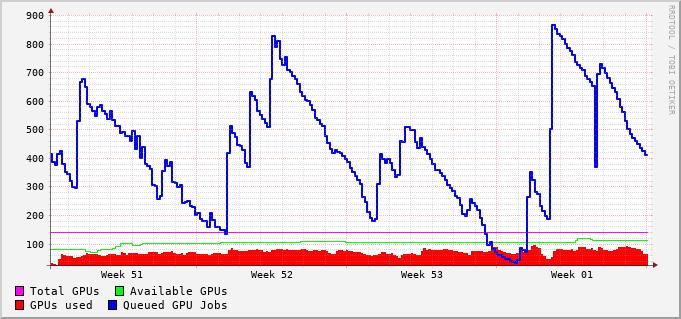 900
800
700
600
500
400
300
200
100
Week 51 Week 52 Week 53 Week 01
Total GPUs Available GPUs
GPUs used Queued GPU Jobs
RRDTOOL / TOBI OETIKER